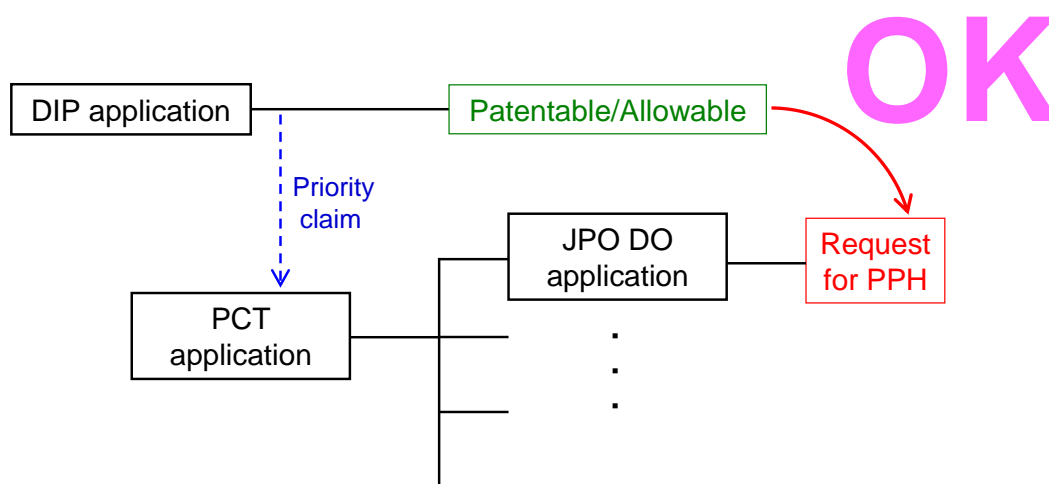 OK
DIP application
Patentable/Allowable
Priority
claim
JPO DO
application
Request
for PPH
PCT
application